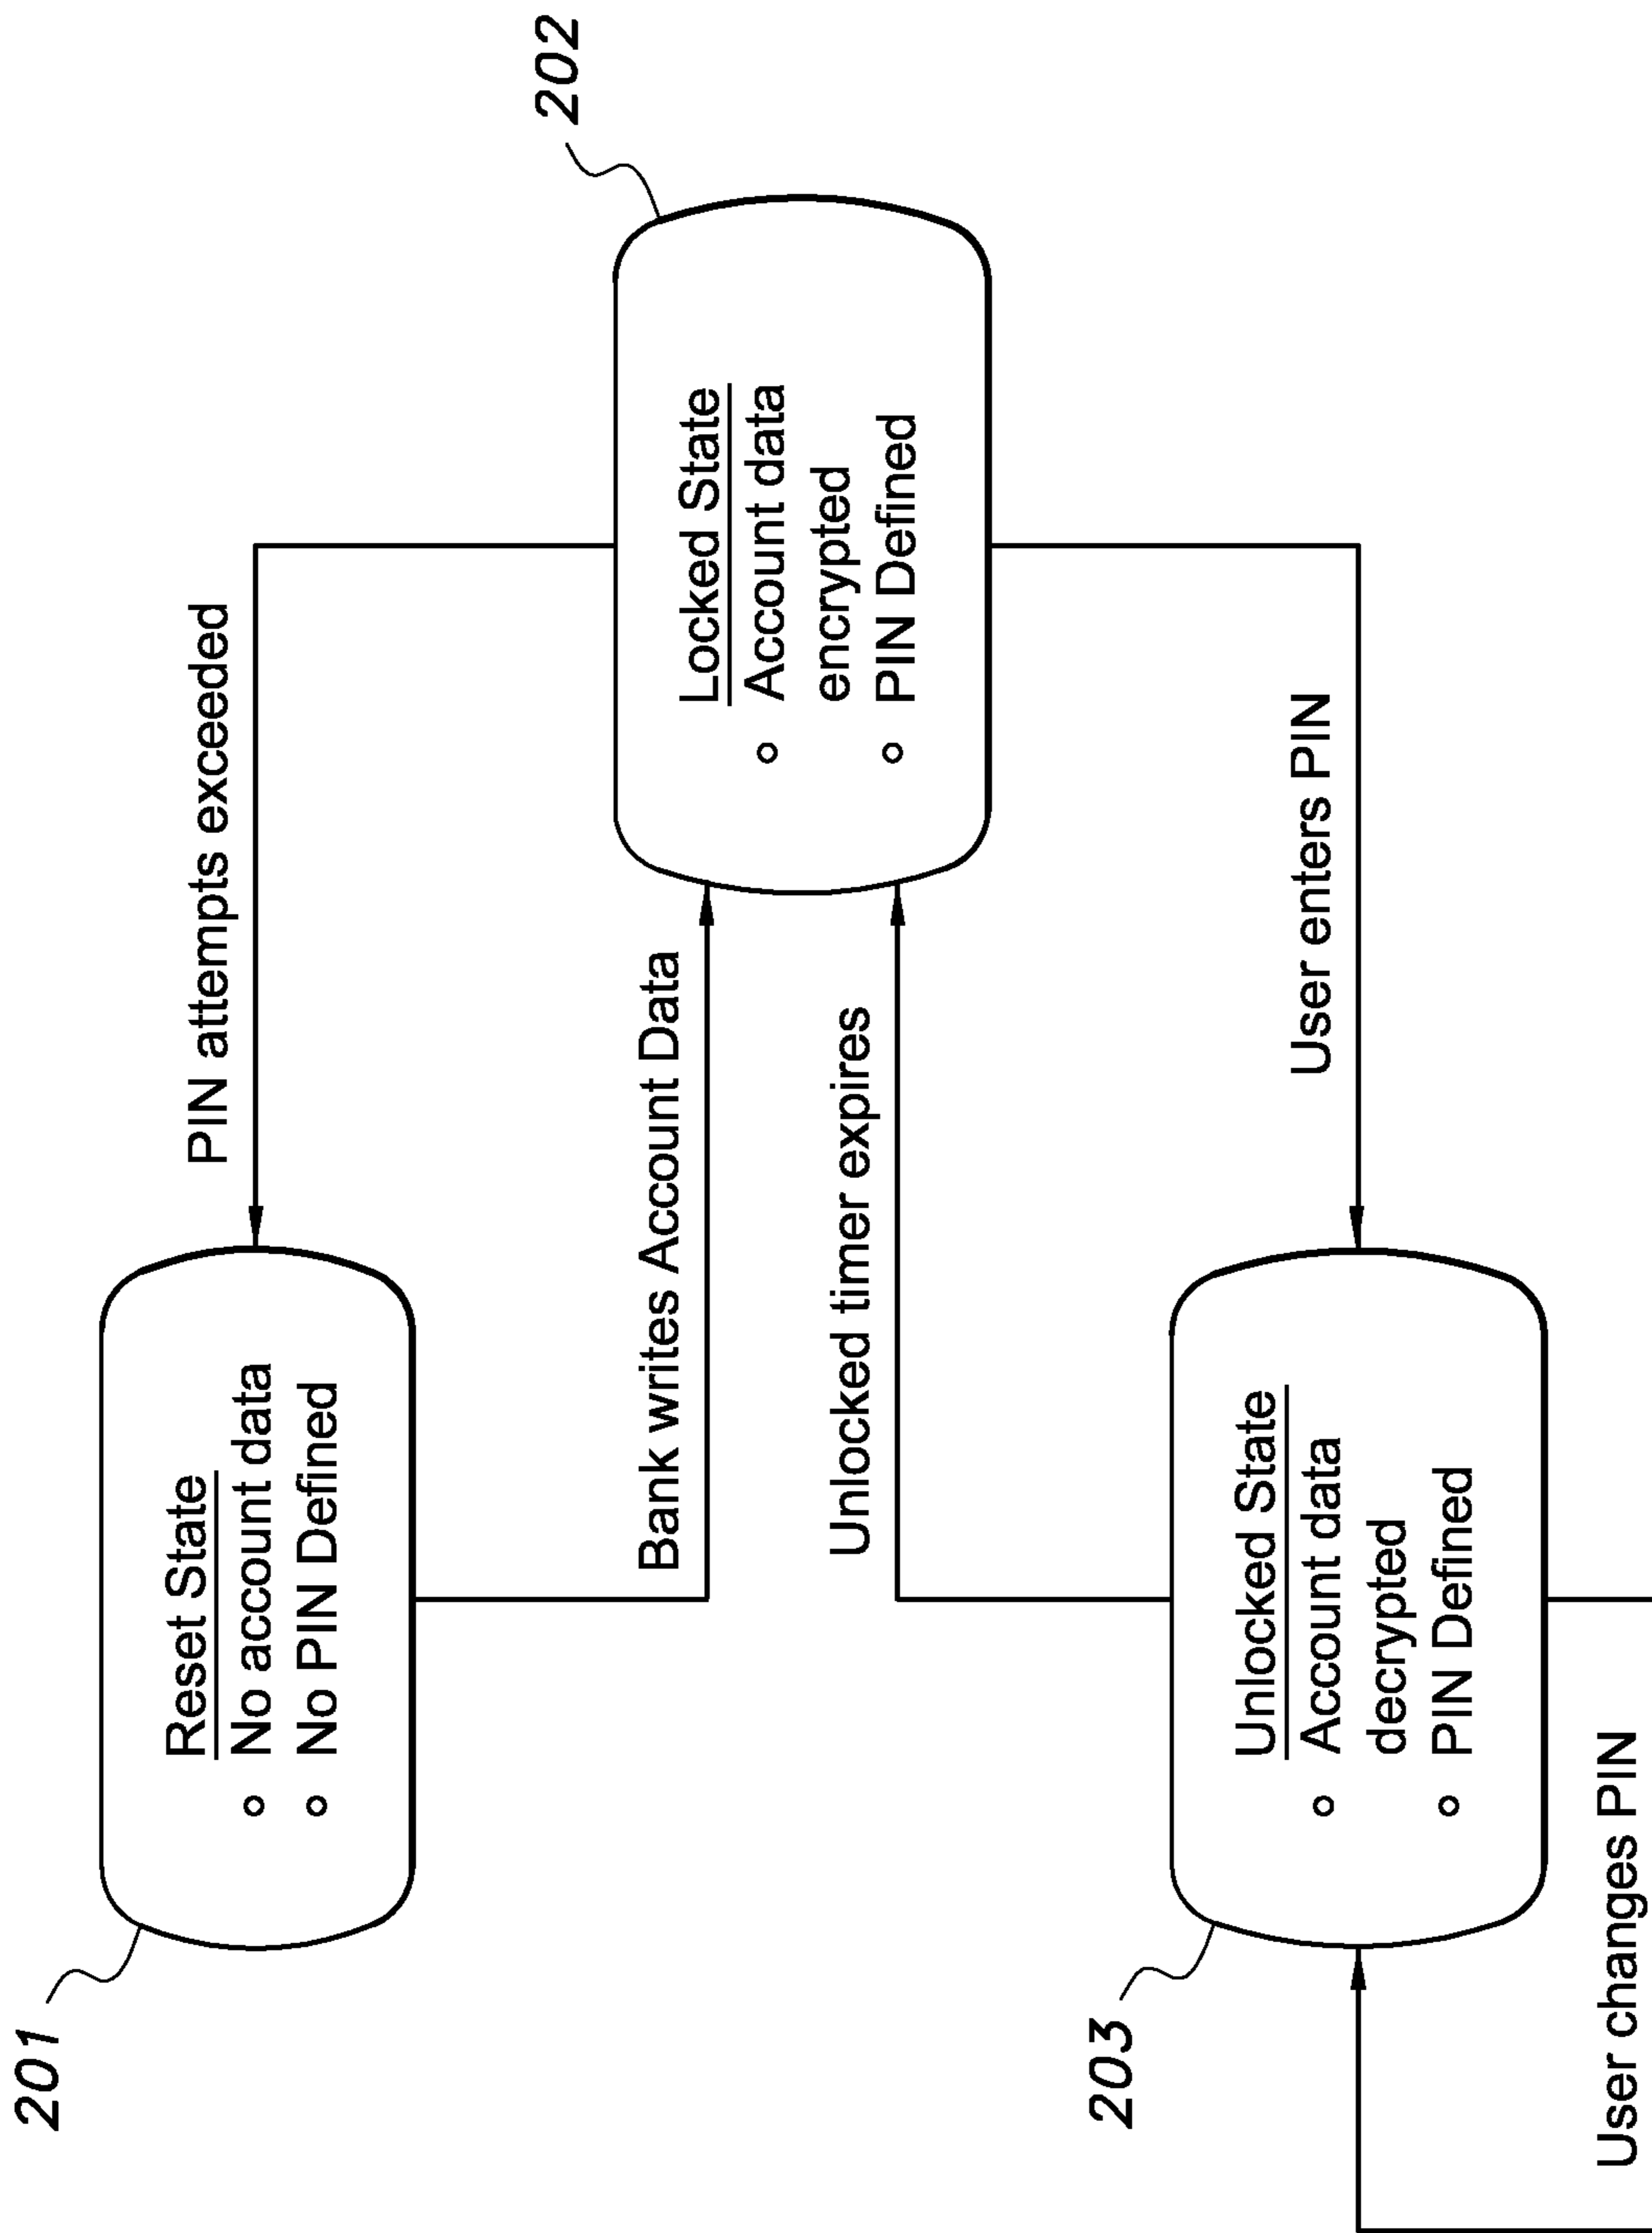 201
Reset State
○ No account data
○ No PIN Defined
PIN attempts exceeded
202
Bank writes Account Data
Locked State
○ Account data
encrypted
○ PIN Defined
Unlocked timer expires
203
Unlocked State
○ Account data
decrypted
○ PIN Defined
User enters PIN
User changes PIN